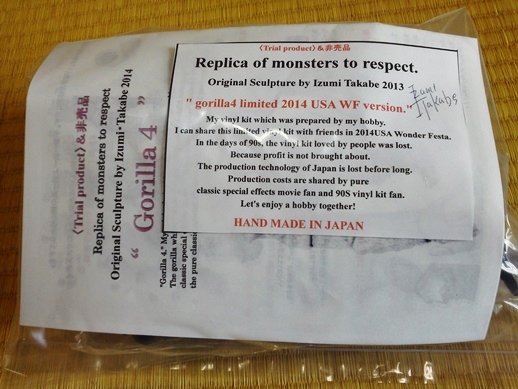 〈Trial product〉&非売品
Replica of monsters to respect.
Original Sculpture by Izumi Takabe 2013
Izumi
Takabe
" gorilla4 limited 2014 USA WF version."
My vinyl kit which was prepared by my hobby.
I can share this limited vinyl kit with friends in 2014USA Wonder Festa.
In the days of 90s, the vinyl kit loved by people was lost.
Because profit is not brought about.
The production technology of Japan is lost before long.
Production costs are shared by pure
classic special effects movie fan and 90S vinyl kit fan.
Let's enjoy a hobby together!
HAND MADE IN JAPAN
〈Trial product〉&非売品
Replica of monsters to respect
Original Sculpture by Izumi・Takabe 2014
" Gorilla 4 "
"Gorilla 4." My
The gorilla wh
classic special
the pure classic